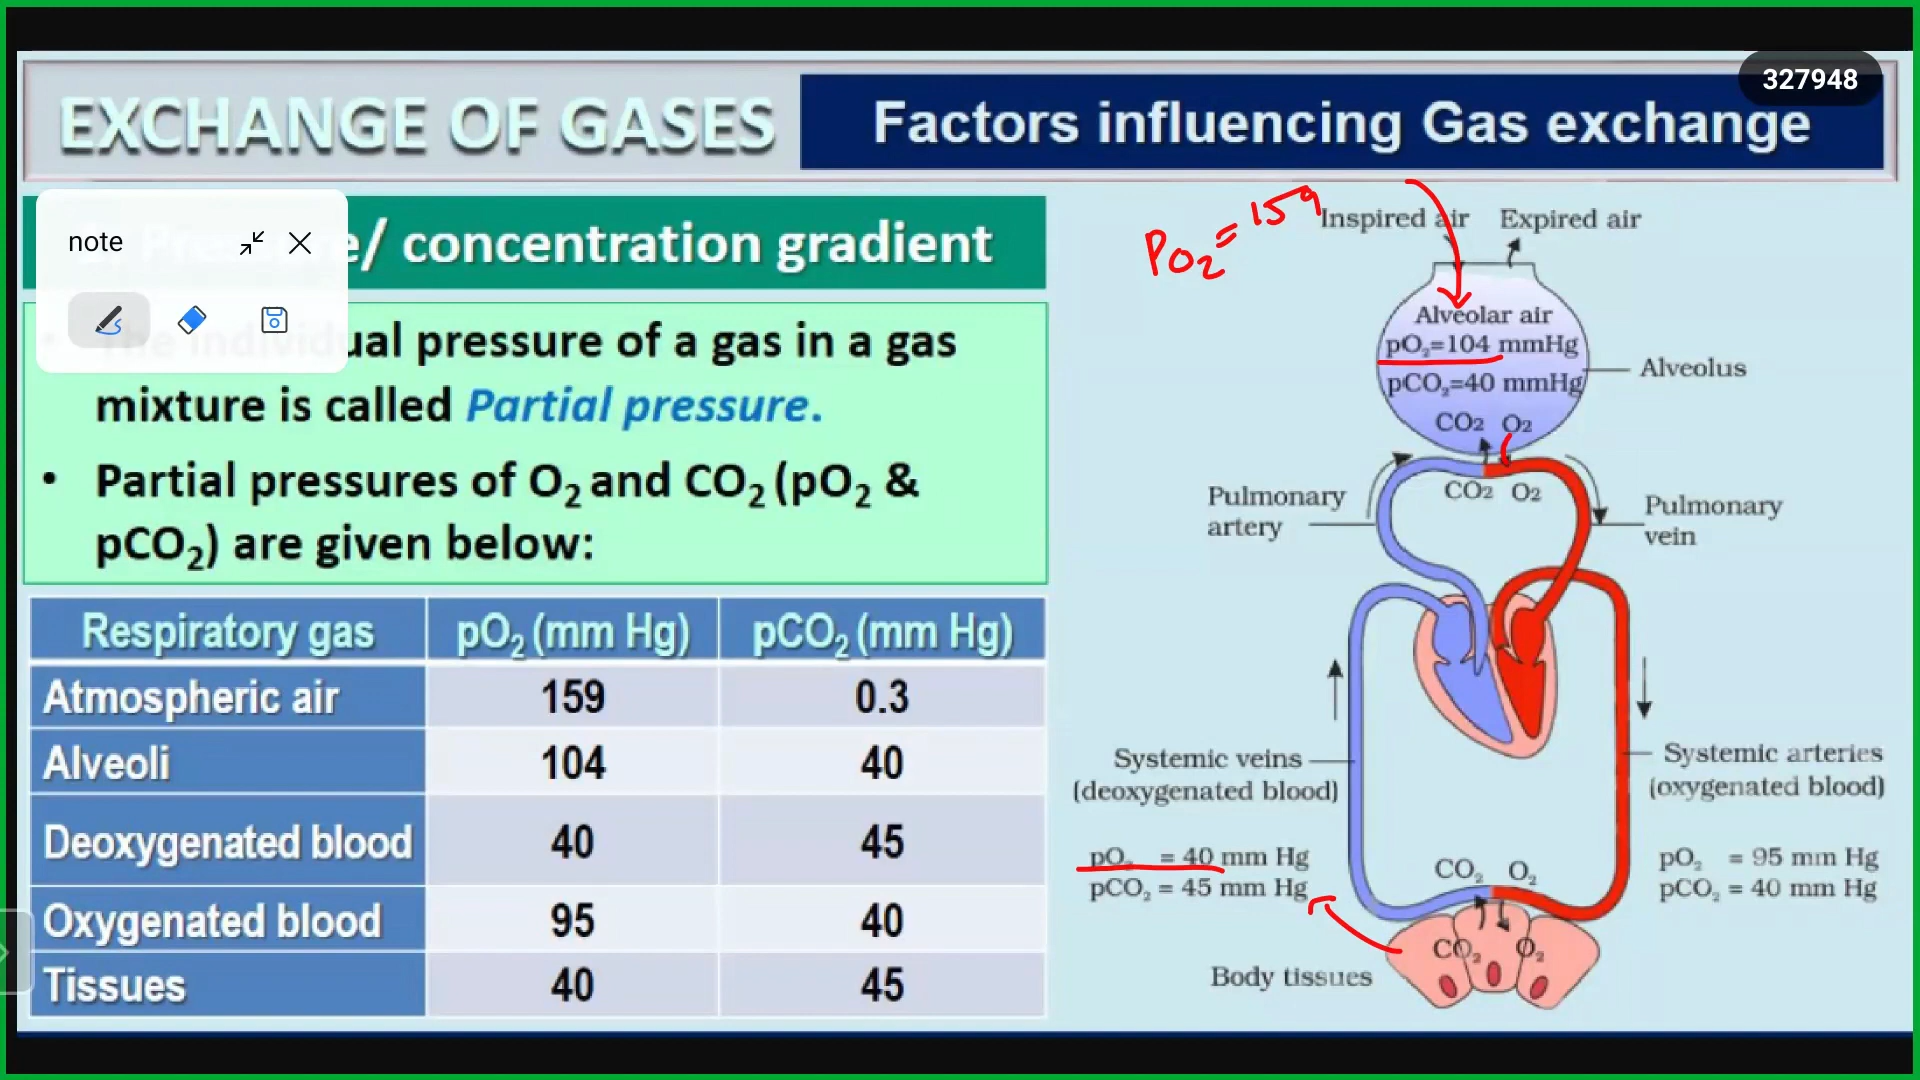 327948
EXCHANGE OF GASES
Factors influencing Gas exchange
note
/ concentration gradient
individual pressure of a gas in a gas
mixture is called Partial pressure.
• Partial pressures of O₂ and CO₂ (pO₂ &
pCO₂) are given below:
Respiratory gas pO₂ (mm Hg) pCO₂ (mm Hg)
Atmospheric air 159 0.3
Alveoli 104 40
Deoxygenated blood 40 45
Oxygenated blood 95 40
Tissues 40 45
PO₂ = 159
Inspired air Expired air
Alveolar air
pO₂=104 mmHg
pCO₂=40 mmHg
Alveolus
CO2 O2
CO2 O2
Pulmonary
artery
Pulmonary
vein
Systemic veins
(deoxygenated blood)
Systemic arteries
(oxygenated blood)
pO₂ = 40 mm Hg
pCO₂ = 45 mm Hg
CO₂ O₂
pO₂ = 95 mm Hg
pCO₂ = 40 mm Hg
CO₂ O₂
Body tissues